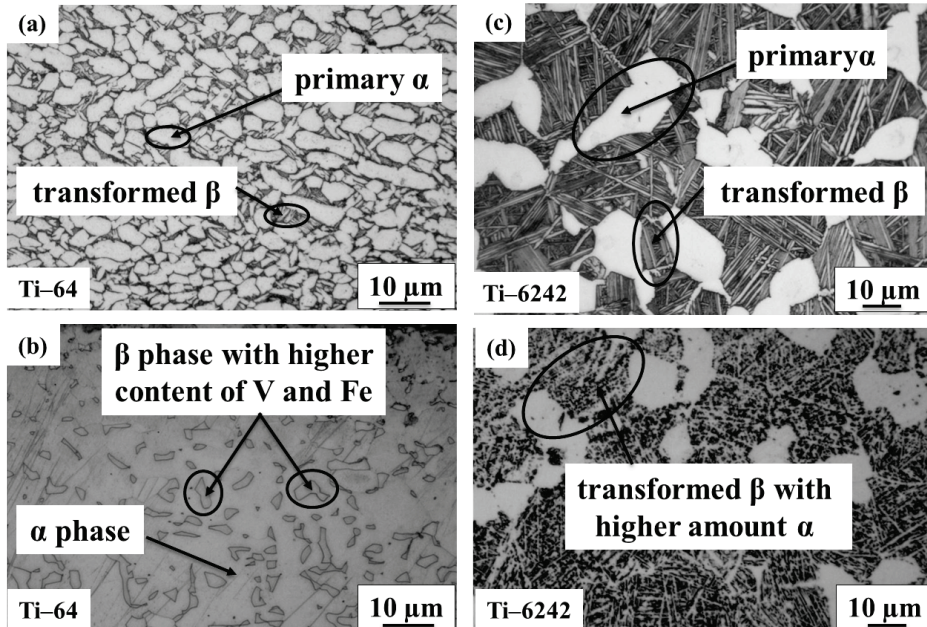 (a)
primary α
transformed β
Ti–64
10 µm
(c)
primaryα
transformed β
Ti–6242
10 µm
(b)
β phase with higher
content of V and Fe
α phase
Ti–64
10 µm
(d)
transformed β with
higher amount α
Ti–6242
10 µm